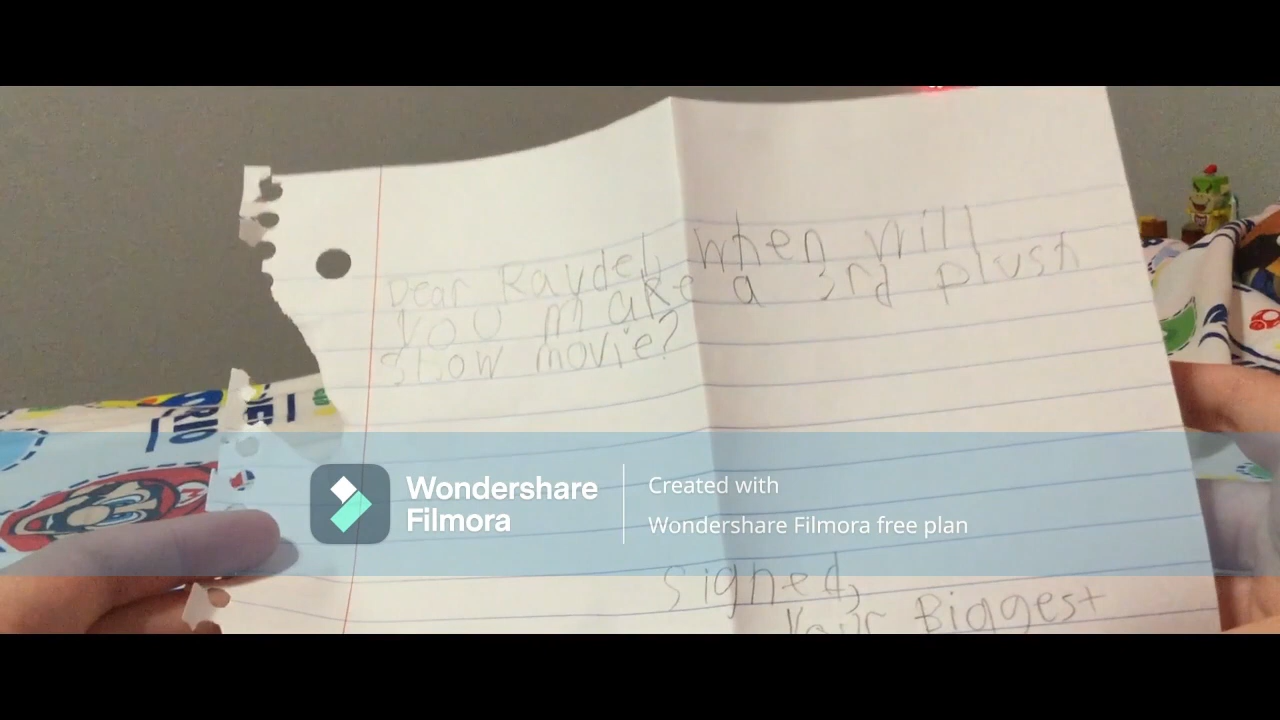 Dear Raydel, when will
you make a 3rd plush
show movie?
Wondershare
Filmora
Created with
Wondershare Filmora free plan
signed,
Your Biggest